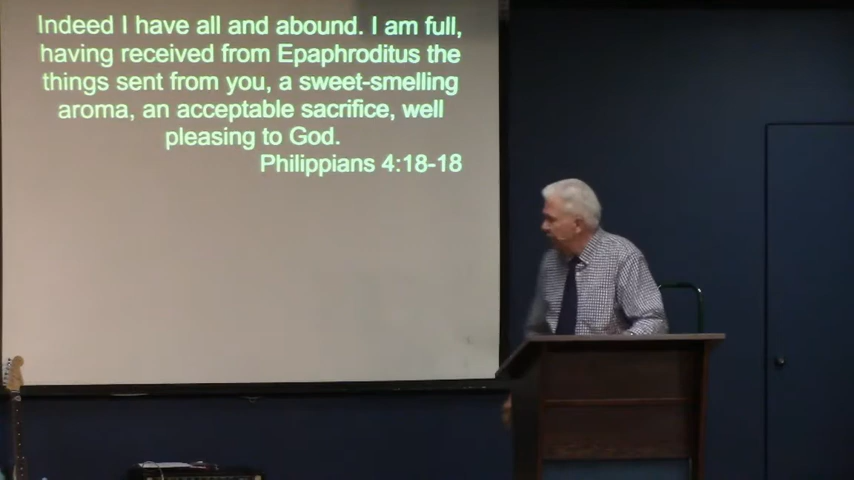 Indeed I have all and abound. I am full,
having received from Epaphroditus the
things sent from you, a sweet-smelling
aroma, an acceptable sacrifice, well
pleasing to God.
Philippians 4:18-18